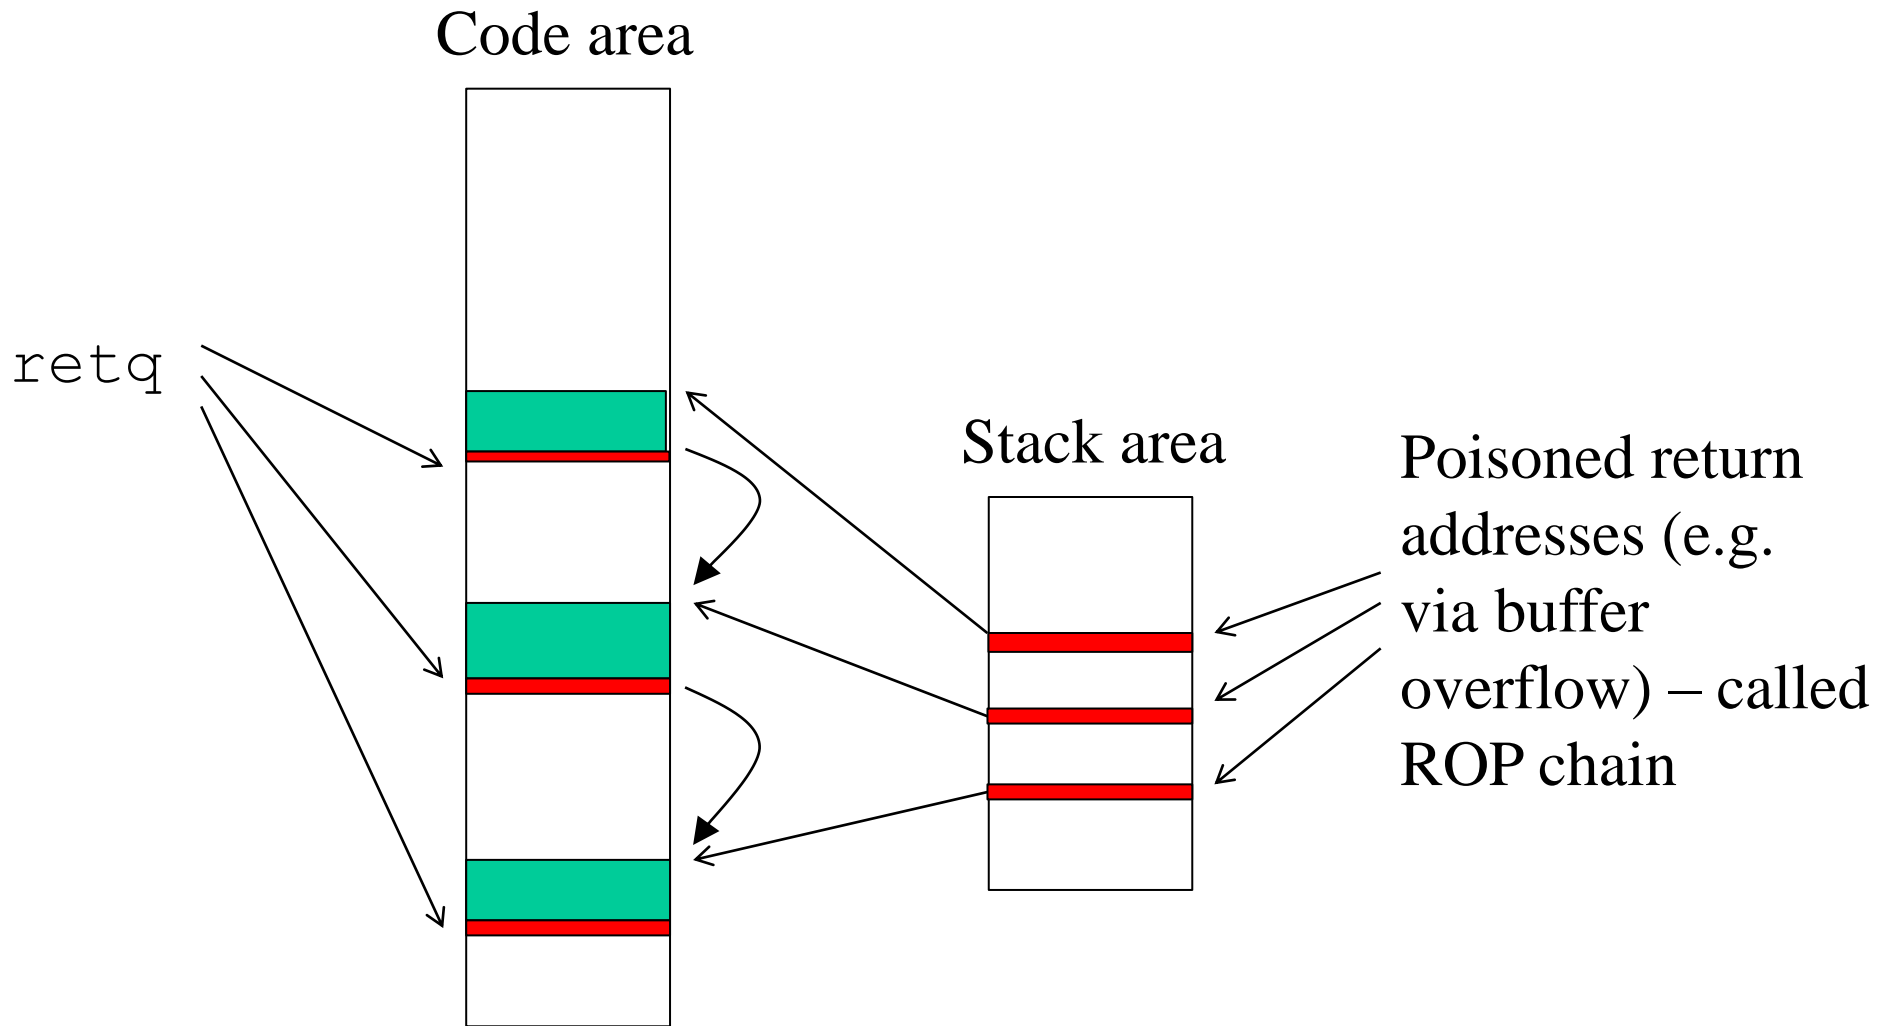 Code area
retq
Stack area
Poisoned return
addresses (e.g.
via buffer
overflow) – called
ROP chain